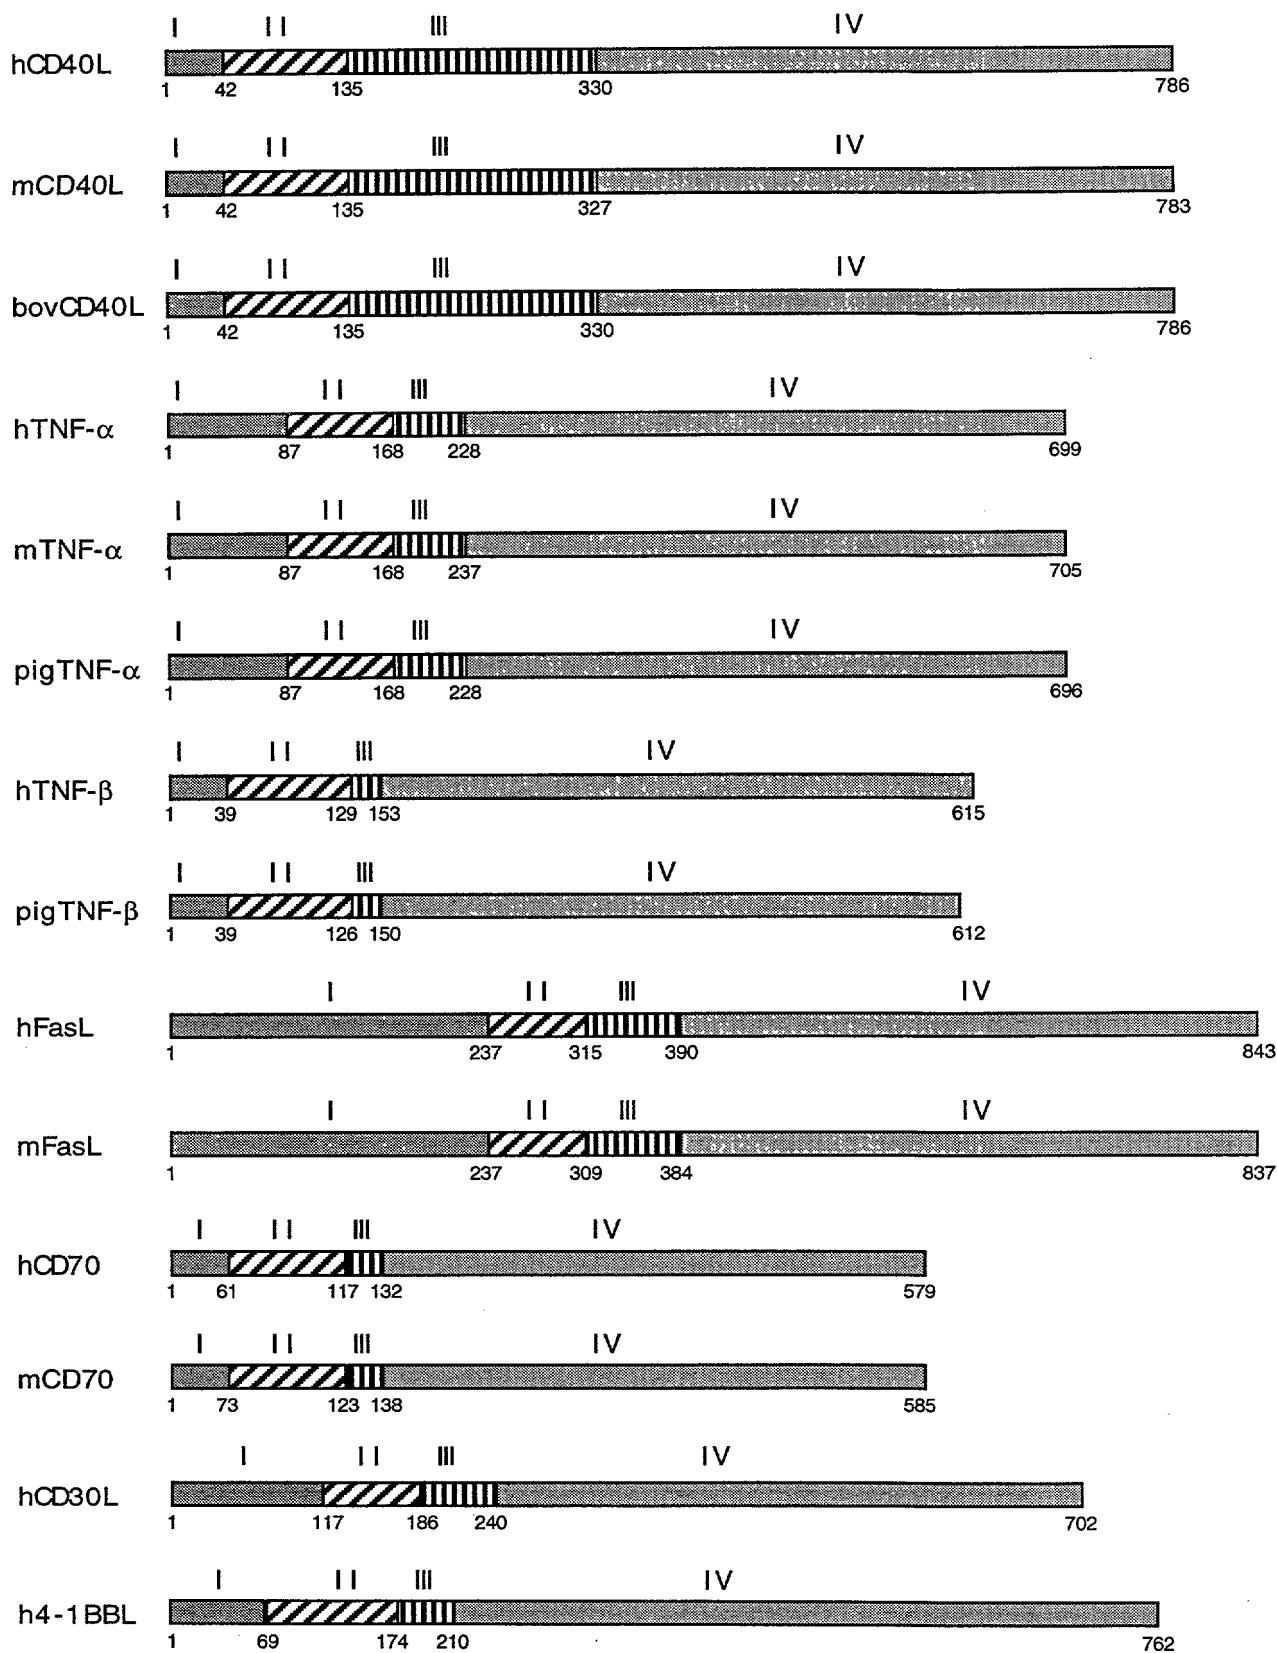 I II III IV
hCD40L
1 42 135 330 786
I II III IV
mCD40L
1 42 135 327 783
I II III IV
bovCD40L
1 42 135 330 786
I II III IV
hTNF-α
1 87 168 228 699
I II III IV
mTNF-α
1 87 168 237 705
I II III IV
pigTNF-α
1 87 168 228 696
I II III IV
hTNF-β
1 39 129 153 615
I II III IV
pigTNF-β
1 39 126 150 612
I II III IV
hFasL
1 237 315 390 843
I II III IV
mFasL
1 237 309 384 837
I II III IV
hCD70
1 61 117 132 579
I II III IV
mCD70
1 73 123 138 585
I II III IV
hCD30L
1 117 186 240 702
I II III IV
h4-1BBL
1 69 174 210 762